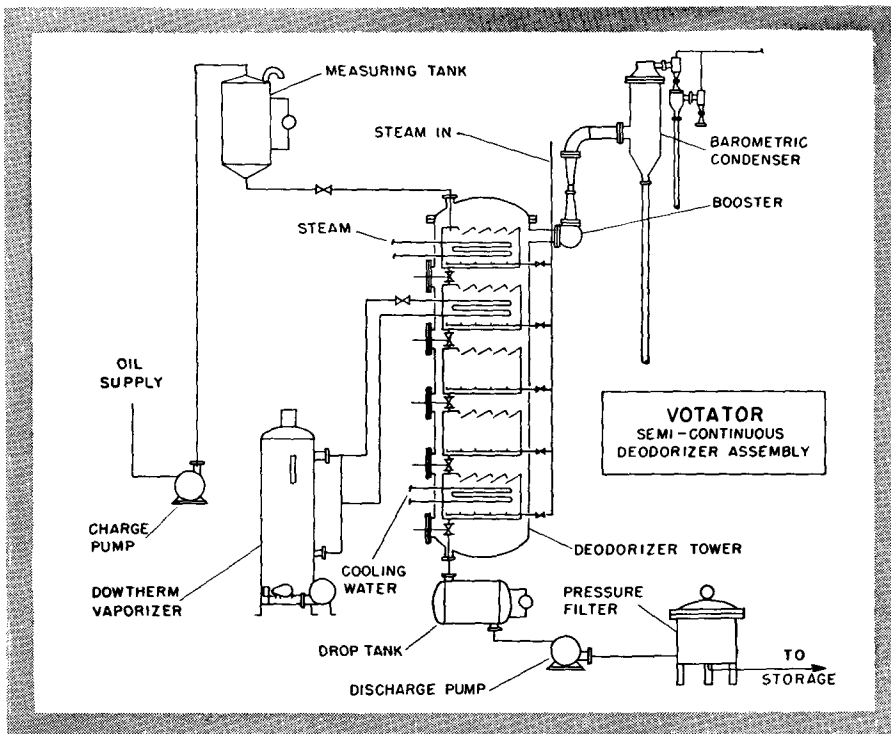 MEASURING TANK
STEAM IN
BAROMETRIC
CONDENSER
BOOSTER
STEAM
OIL
SUPPLY
VOTATOR
SEMI-CONTINUOUS
DEODORIZER ASSEMBLY
CHARGE
PUMP
DOWTHERM
VAPORIZER
COOLING
WATER
DEODORIZER TOWER
PRESSURE
FILTER
DROP TANK
DISCHARGE PUMP
TO
STORAGE